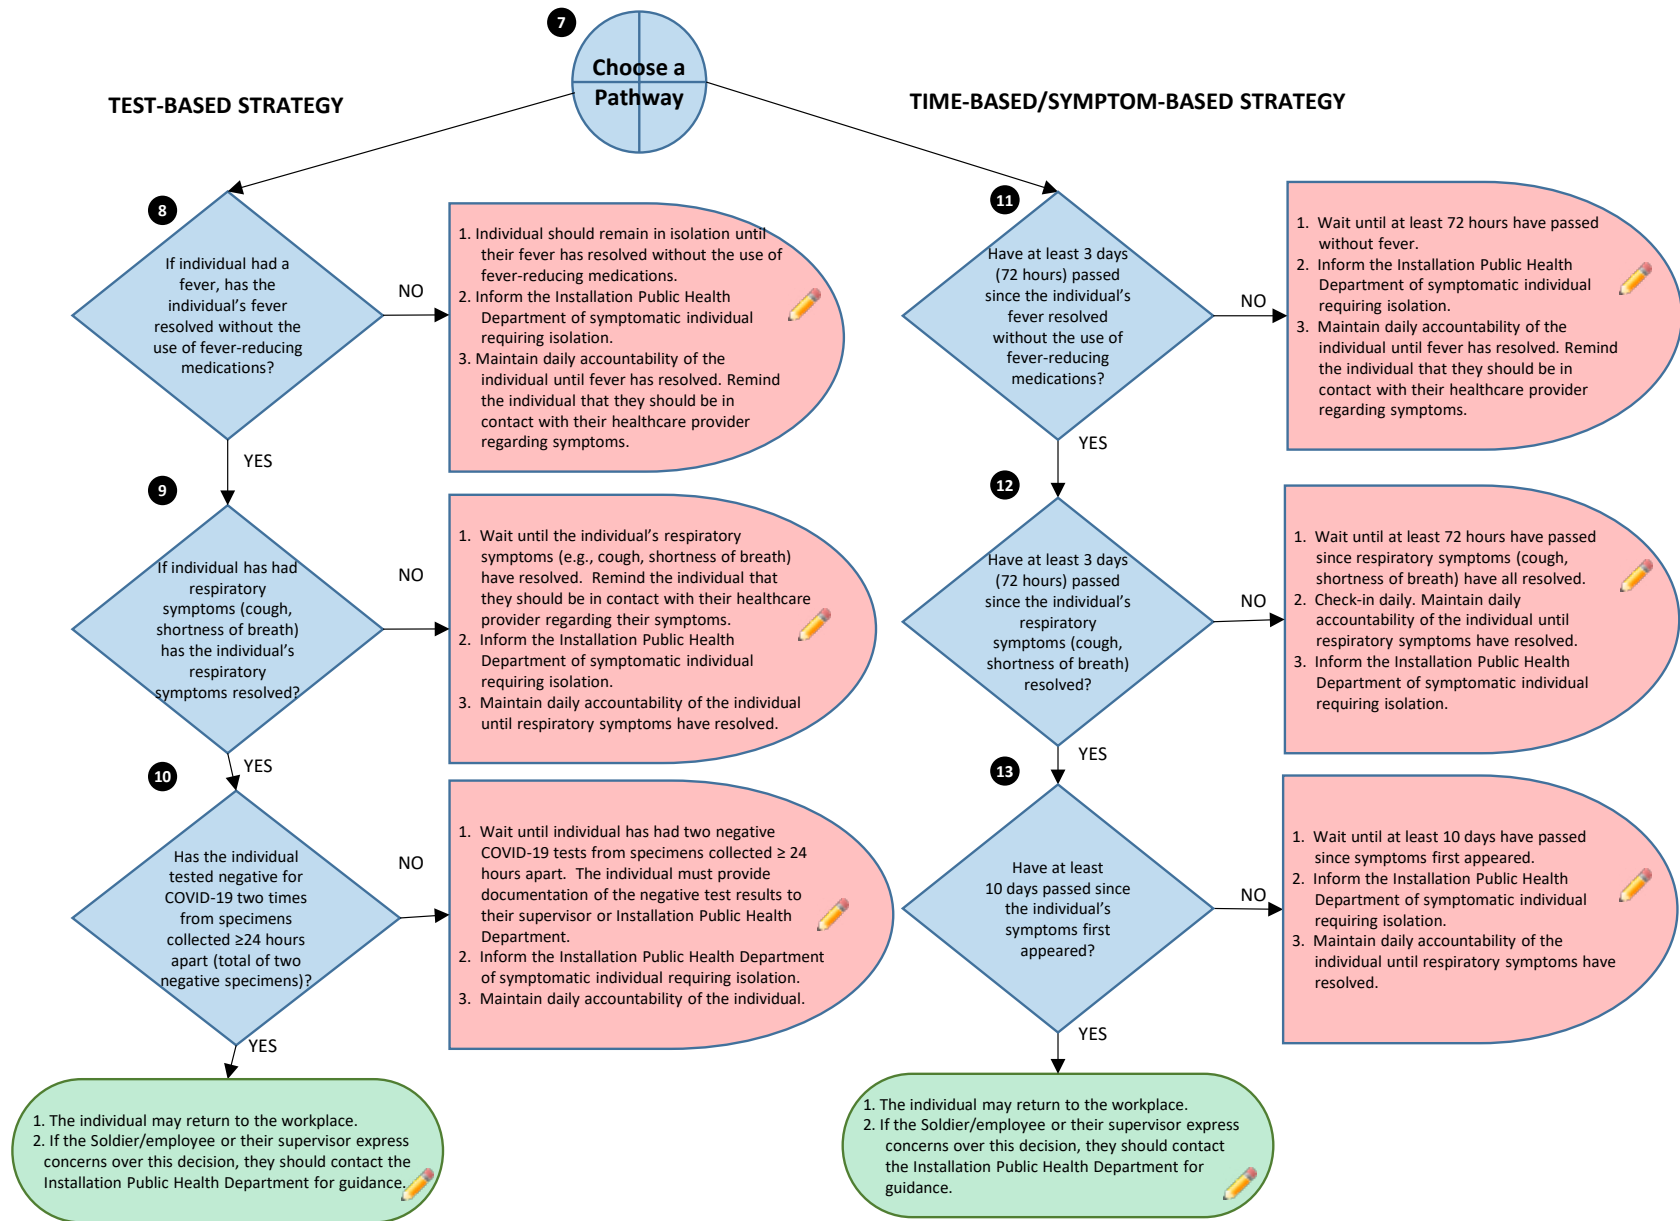 7
Choose a
Pathway
TEST-BASED STRATEGY
TIME-BASED/SYMPTOM-BASED STRATEGY
8
If individual had a
fever, has the
individual's fever
resolved without the
use of fever-reducing
medications?
NO
1. Individual should remain in isolation until
their fever has resolved without the use of
fever-reducing medications.
2. Inform the Installation Public Health
Department of symptomatic individual
requiring isolation.
3. Maintain daily accountability of the
individual until fever has resolved. Remind
the individual that they should be in
contact with their healthcare provider
regarding symptoms.
YES
9
If individual has had
respiratory
symptoms (cough,
shortness of breath)
has the individual's
respiratory
symptoms resolved?
NO
1. Wait until the individual's respiratory
symptoms (e.g., cough, shortness of breath)
have resolved. Remind the individual that
they should be in contact with their healthcare
provider regarding their symptoms.
2. Inform the Installation Public Health
Department of symptomatic individual
requiring isolation.
3. Maintain daily accountability of the individual
until respiratory symptoms have resolved.
YES
10
Has the individual
tested negative for
COVID-19 two times
from specimens
collected ≥24 hours
apart (total of two
negative specimens)?
NO
1. Wait until individual has had two negative
COVID-19 tests from specimens collected ≥ 24
hours apart. The individual must provide
documentation of the negative test results to
their supervisor or Installation Public Health
Department.
2. Inform the Installation Public Health Department
of symptomatic individual requiring isolation.
3. Maintain daily accountability of the individual.
YES
1. The individual may return to the workplace.
2. If the Soldier/employee or their supervisor express
concerns over this decision, they should contact the
Installation Public Health Department for guidance.
11
Have at least 3 days
(72 hours) passed
since the individual's
fever resolved
without the use of
fever-reducing
medications?
NO
1. Wait until at least 72 hours have passed
without fever.
2. Inform the Installation Public Health
Department of symptomatic individual
requiring isolation.
3. Maintain daily accountability of the
individual until fever has resolved. Remind
the individual that they should be in
contact with their healthcare provider
regarding symptoms.
YES
12
Have at least 3 days
(72 hours) passed
since the individual's
respiratory
symptoms (cough,
shortness of breath)
resolved?
NO
1. Wait until at least 72 hours have passed
since respiratory symptoms (cough,
shortness of breath) have all resolved.
2. Check-in daily. Maintain daily
accountability of the individual until
respiratory symptoms have resolved.
3. Inform the Installation Public Health
Department of symptomatic individual
requiring isolation.
YES
13
Have at least
10 days passed since
the individual's
symptoms first
appeared?
NO
1. Wait until at least 10 days have passed
since symptoms first appeared.
2. Inform the Installation Public Health
Department of symptomatic individual
requiring isolation.
3. Maintain daily accountability of the
individual until respiratory symptoms have
resolved.
YES
1. The individual may return to the workplace.
2. If the Soldier/employee or their supervisor express
concerns over this decision, they should contact
the Installation Public Health Department for
guidance.